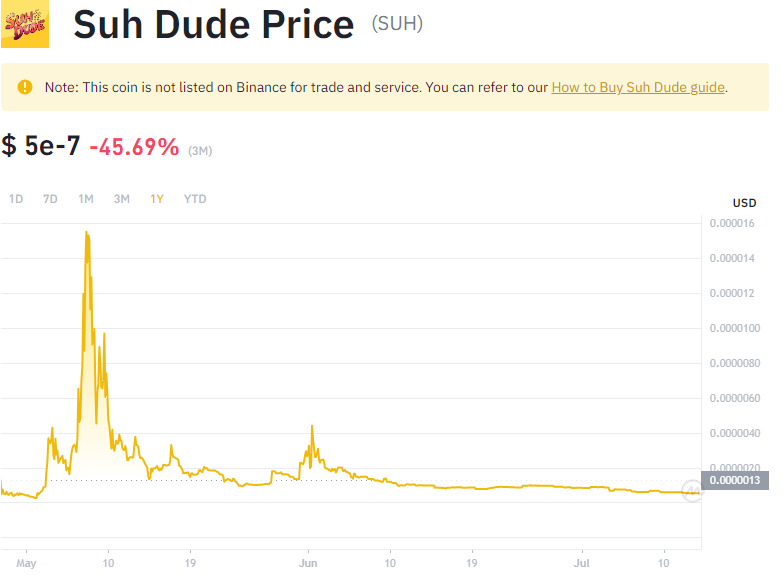 SUH DUDE
Suh Dude Price (SUH)
Note: This coin is not listed on Binance for trade and service. You can refer to our How to Buy Suh Dude guide.
$ 5e-7 -45.69% (3M)
1D 7D 1M 3M 1Y YTD
USD
0.000016
0.000014
0.000012
0.0000100
0.0000080
0.0000060
0.0000040
0.0000020
0.0000013
May 10 19 Jun 10 19 Jul 10